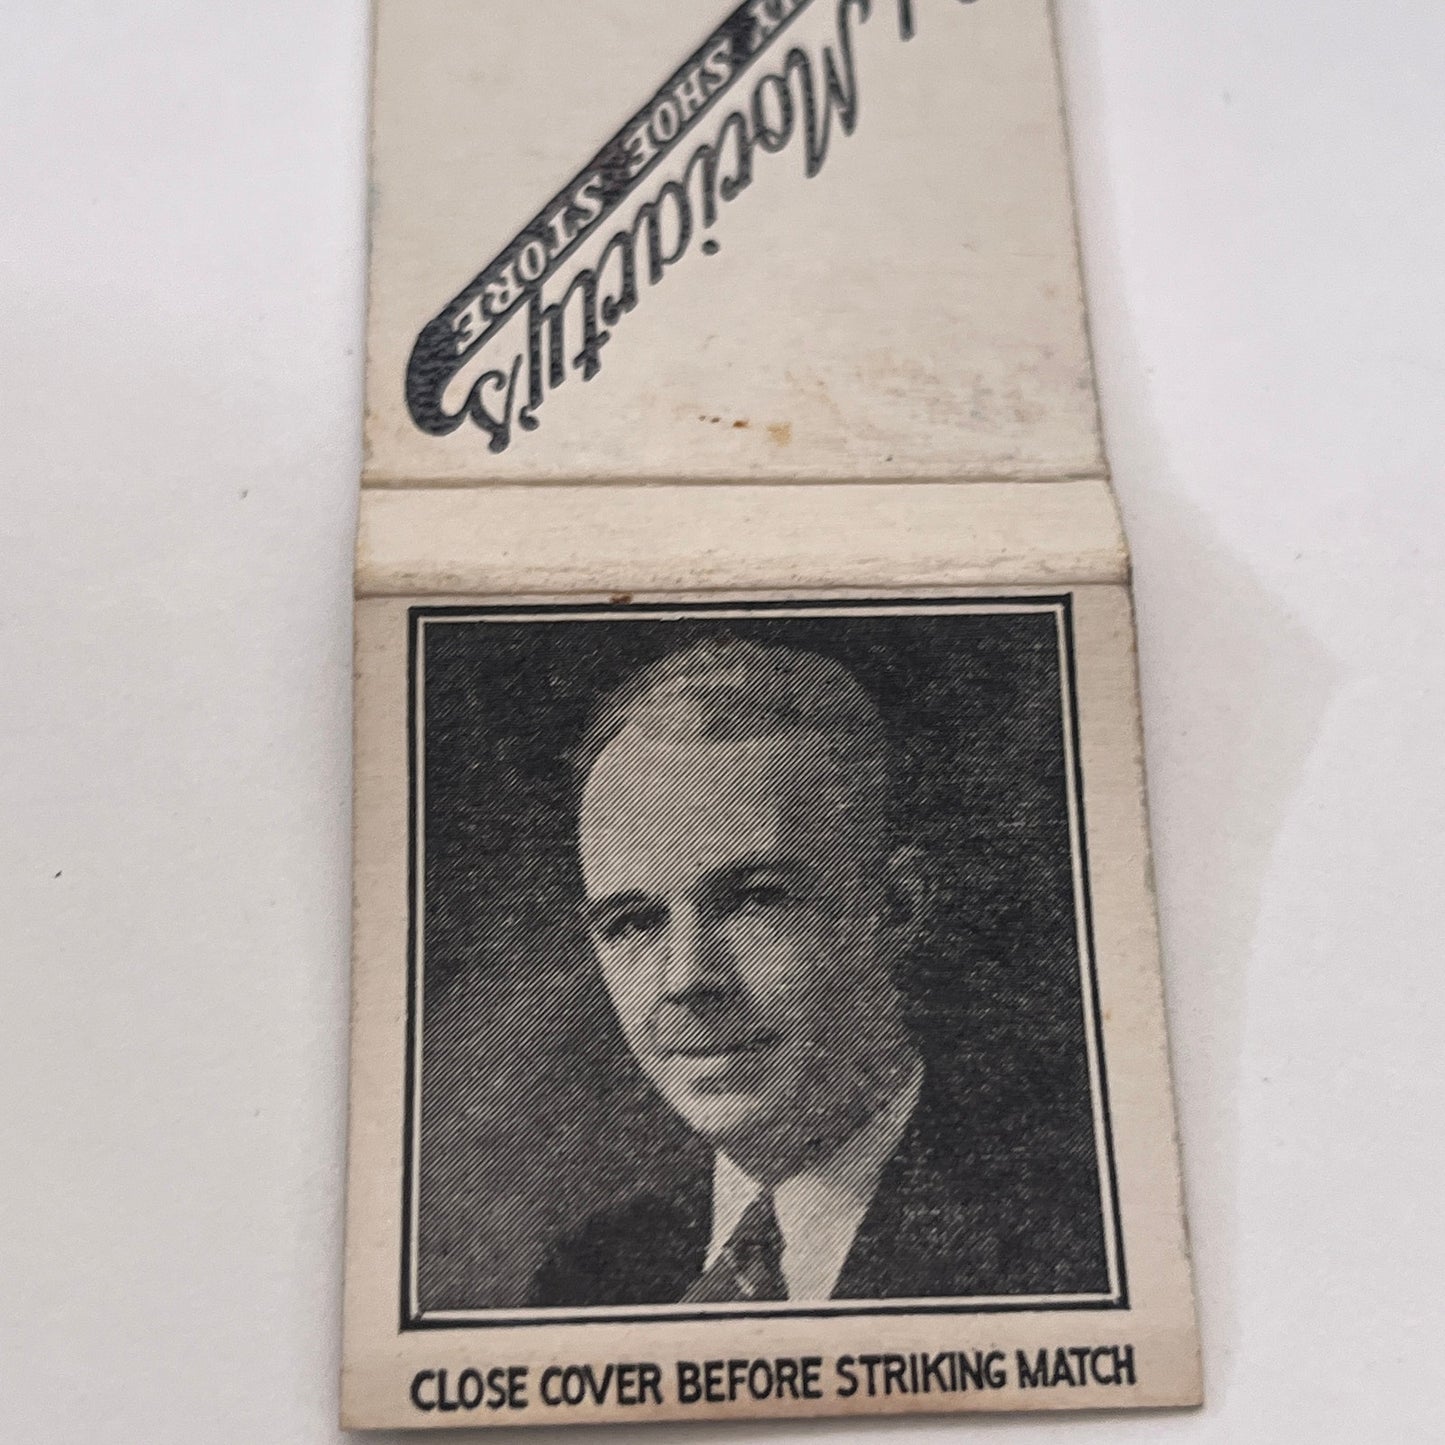 Moriarty's
SHOE STORE
CLOSE COVER BEFORE STRIKING MATCH